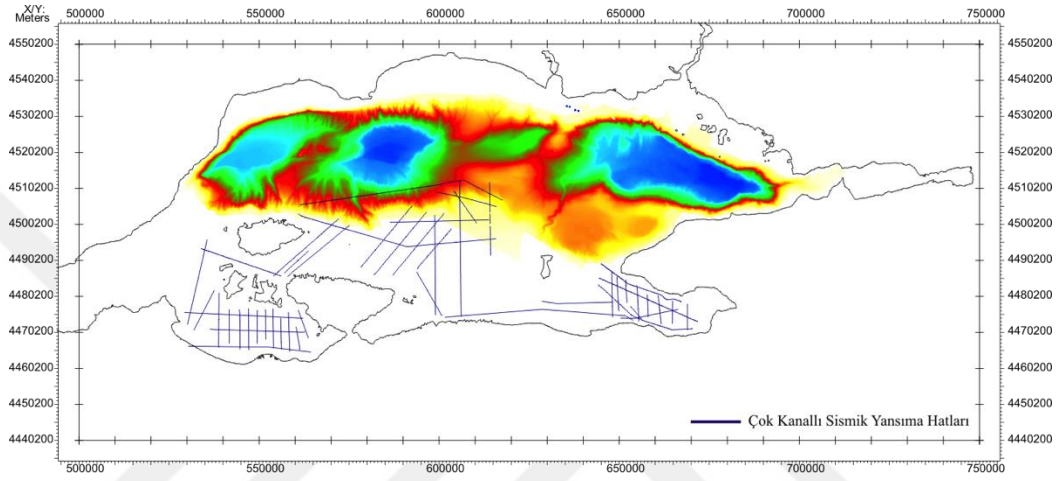 X/Y:
Meters
500000 550000 600000 650000 700000 750000
4550200 4550200
4540200 4540200
4530200 4530200
4520200 4520200
4510200 4510200
4500200 4500200
4490200 4490200
4480200 4480200
4470200 4470200
4460200 4460200
4450200 4450200
Çok Kanallı Sismik Yansıma Hatları
4440200 4440200
500000 550000 600000 650000 700000 750000